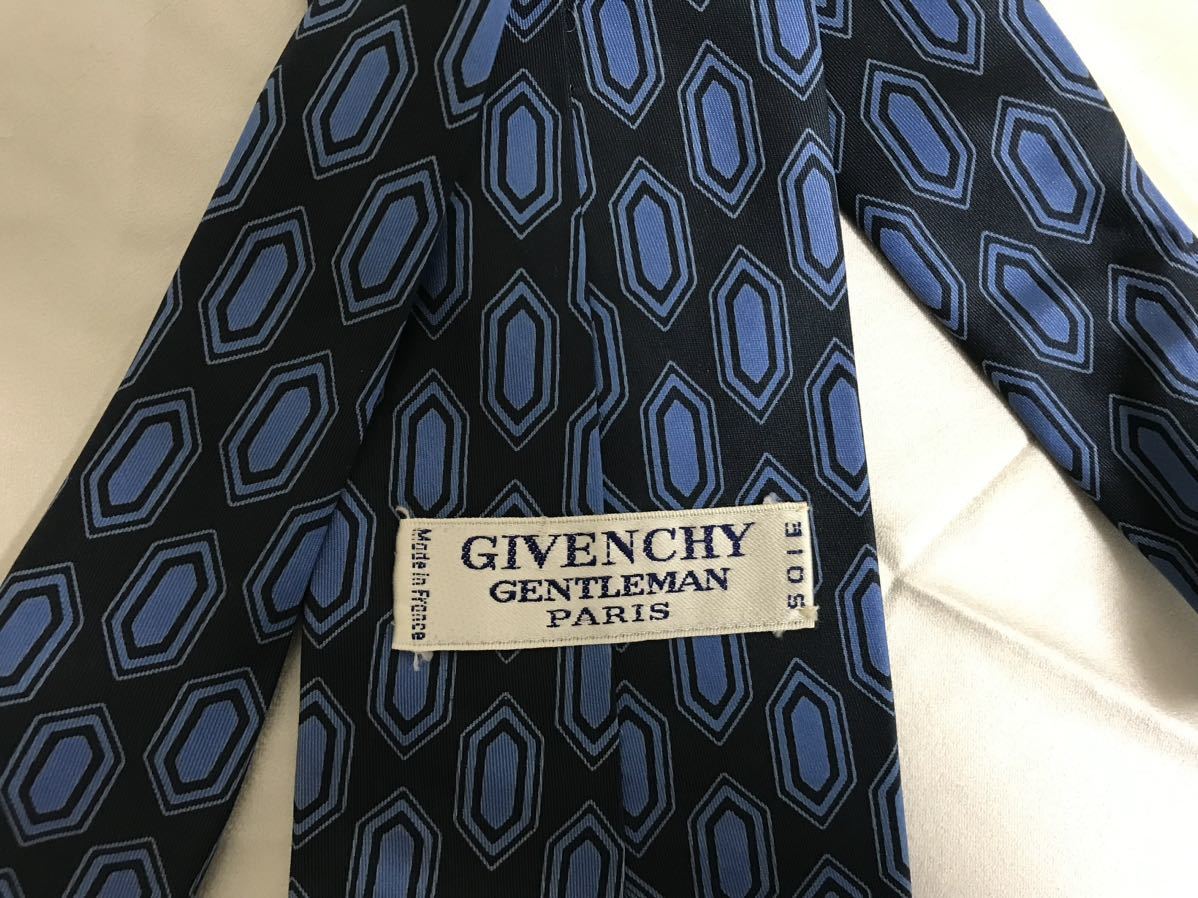 Made in France
GIVENCHY
GENTLEMAN
PARIS
SOIE